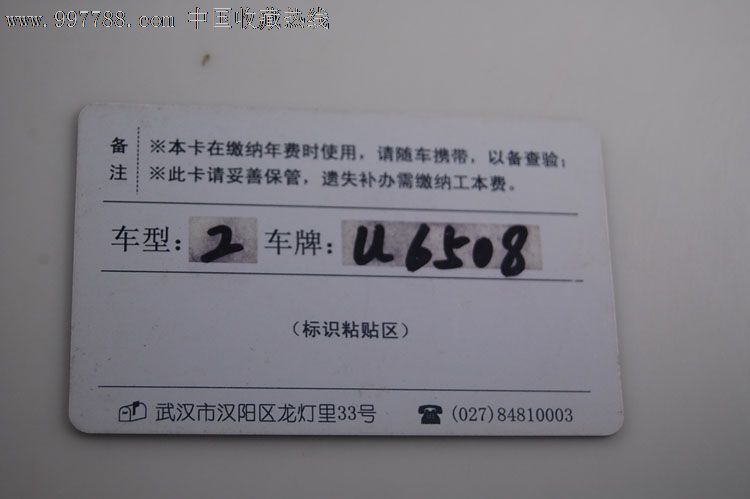 www.997788.com 中国收藏热线
备注
※本卡在缴纳年费时使用，请随车携带，以备查验；
※此卡请妥善保管，遗失补办需缴纳工本费。
车型：2 车牌：U6508
（标识粘贴区）
武汉市汉阳区龙灯里33号 (027)84810003